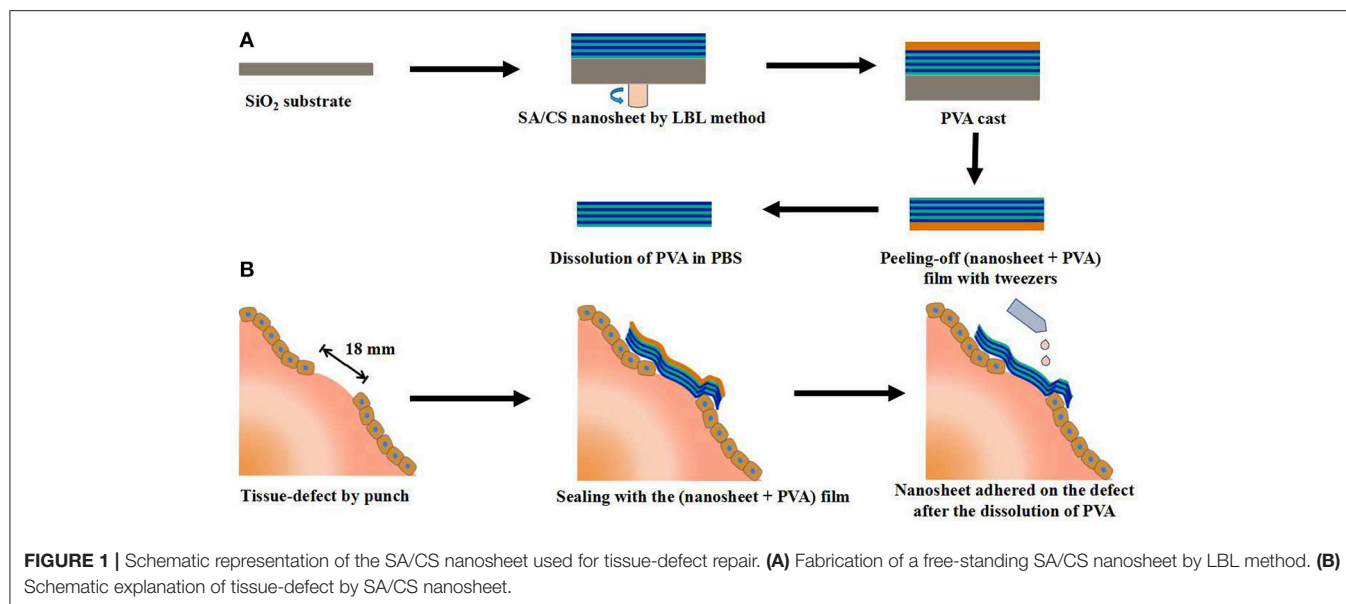 A
SiO₂ substrate
SA/CS nanosheet by LBL method
PVA cast
Dissolution of PVA in PBS
Peeling-off (nanosheet + PVA)
film with tweezers
B
18 mm
Tissue-defect by punch
Sealing with the (nanosheet + PVA) film
Nanosheet adhered on the defect
after the dissolution of PVA
FIGURE 1 | Schematic representation of the SA/CS nanosheet used for tissue-defect repair. (A) Fabrication of a free-standing SA/CS nanosheet by LBL method. (B)
Schematic explanation of tissue-defect by SA/CS nanosheet.